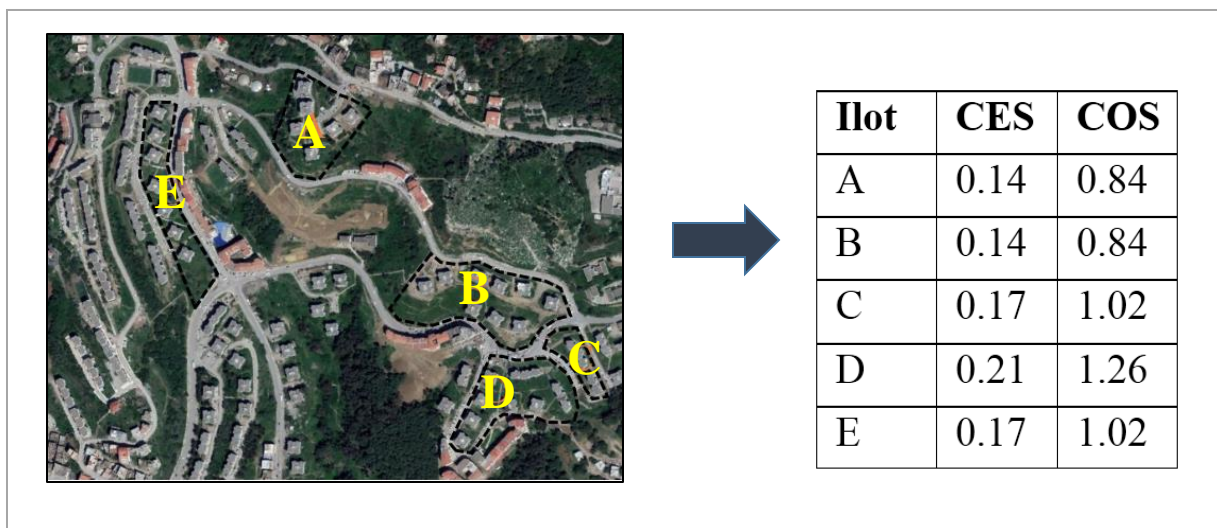 A
E
B
C
D
Ilot CES COS
A 0.14 0.84
B 0.14 0.84
C 0.17 1.02
D 0.21 1.26
E 0.17 1.02